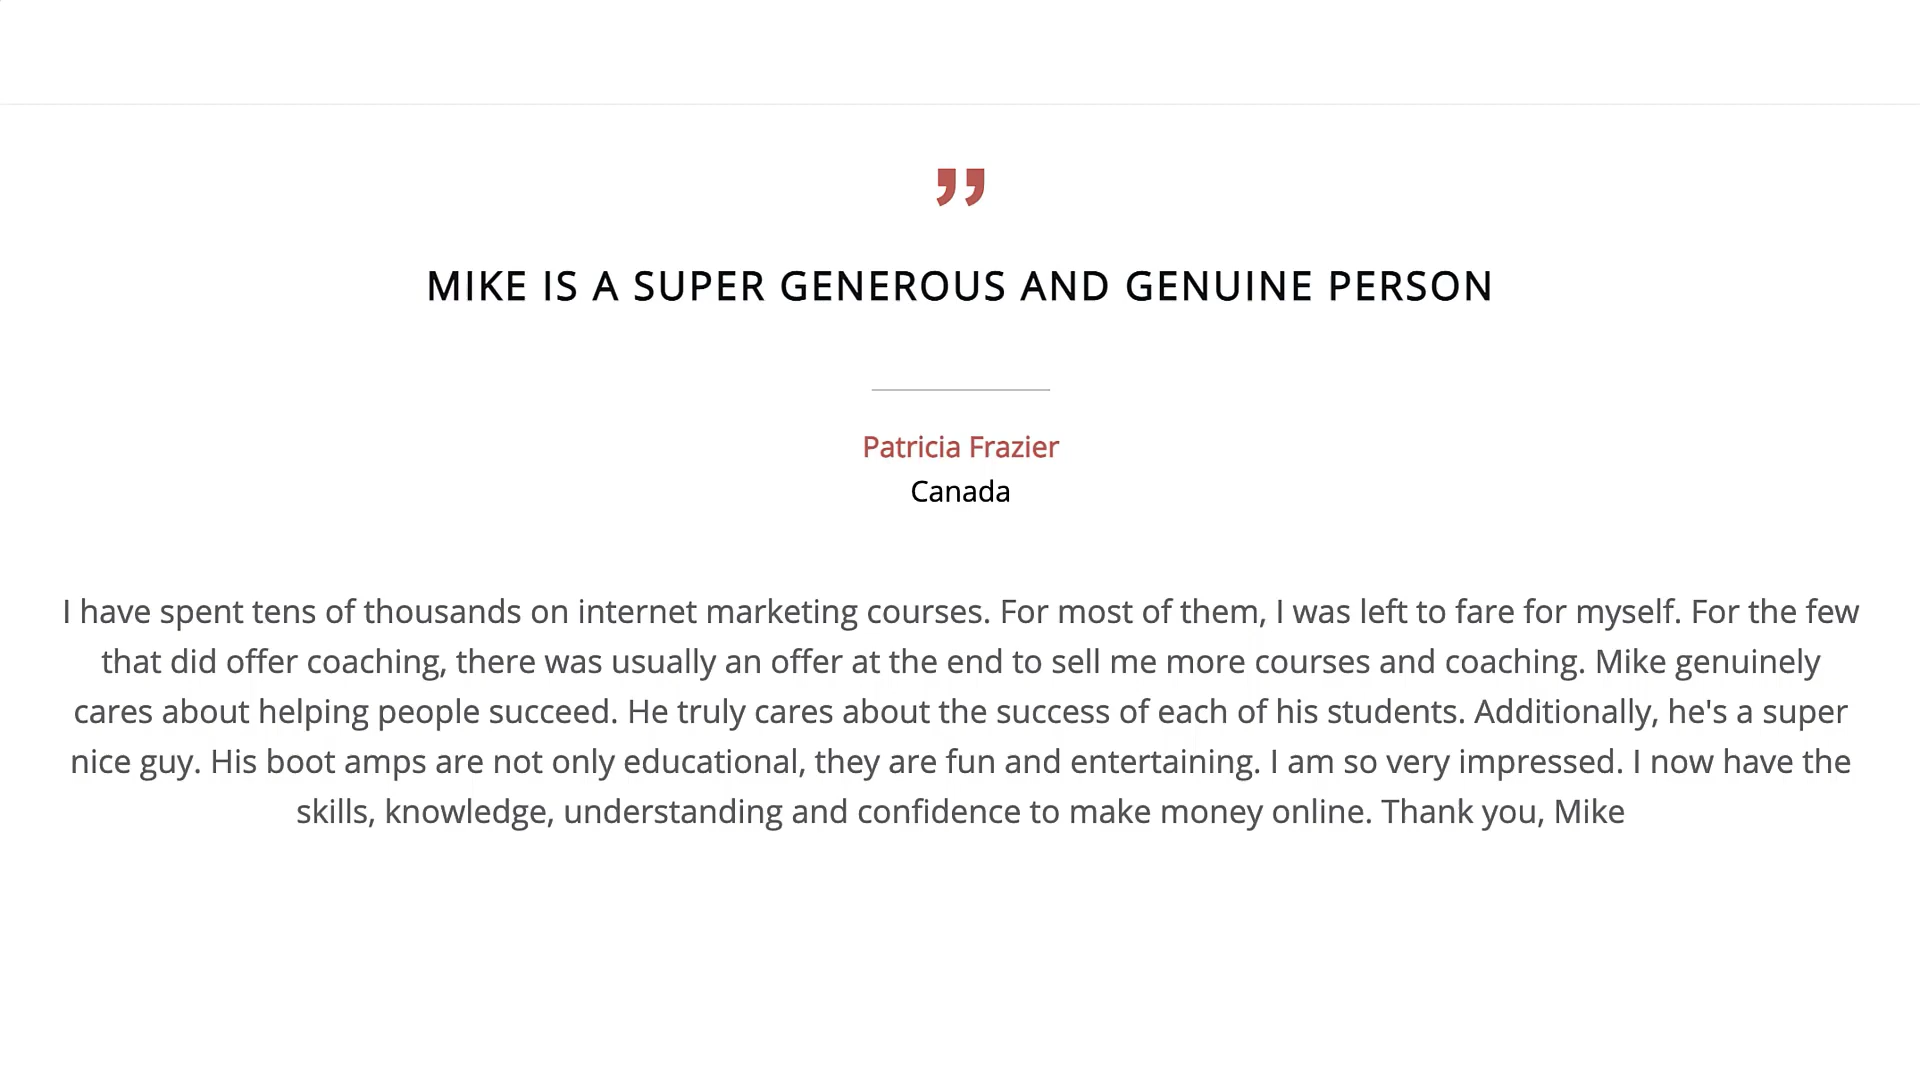 ”
MIKE IS A SUPER GENEROUS AND GENUINE PERSON
Patricia Frazier
Canada
I have spent tens of thousands on internet marketing courses. For most of them, I was left to fare for myself. For the few
that did offer coaching, there was usually an offer at the end to sell me more courses and coaching. Mike genuinely
cares about helping people succeed. He truly cares about the success of each of his students. Additionally, he's a super
nice guy. His boot amps are not only educational, they are fun and entertaining. I am so very impressed. I now have the
skills, knowledge, understanding and confidence to make money online. Thank you, Mike